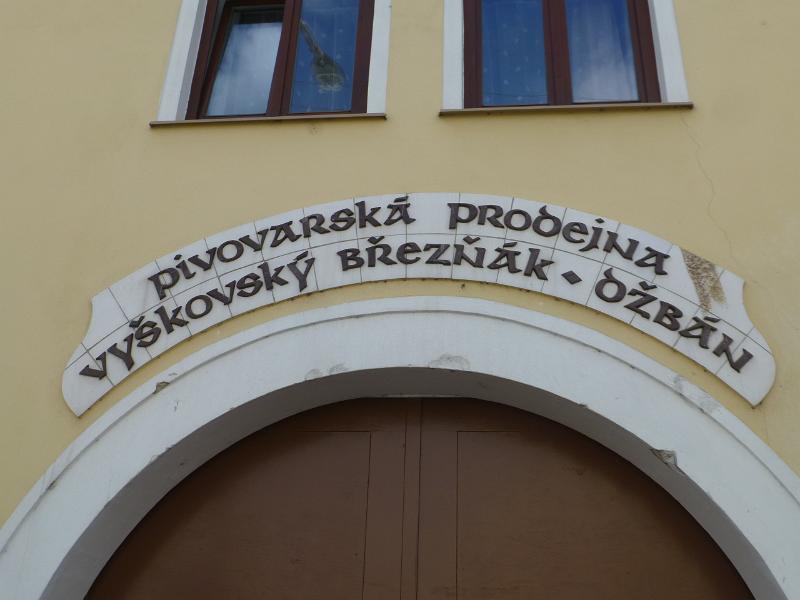 PIVOVARSKÁ PRODEJNA
VYŠKOVSKÝ BŘEZŇÁK · DŽBÁN